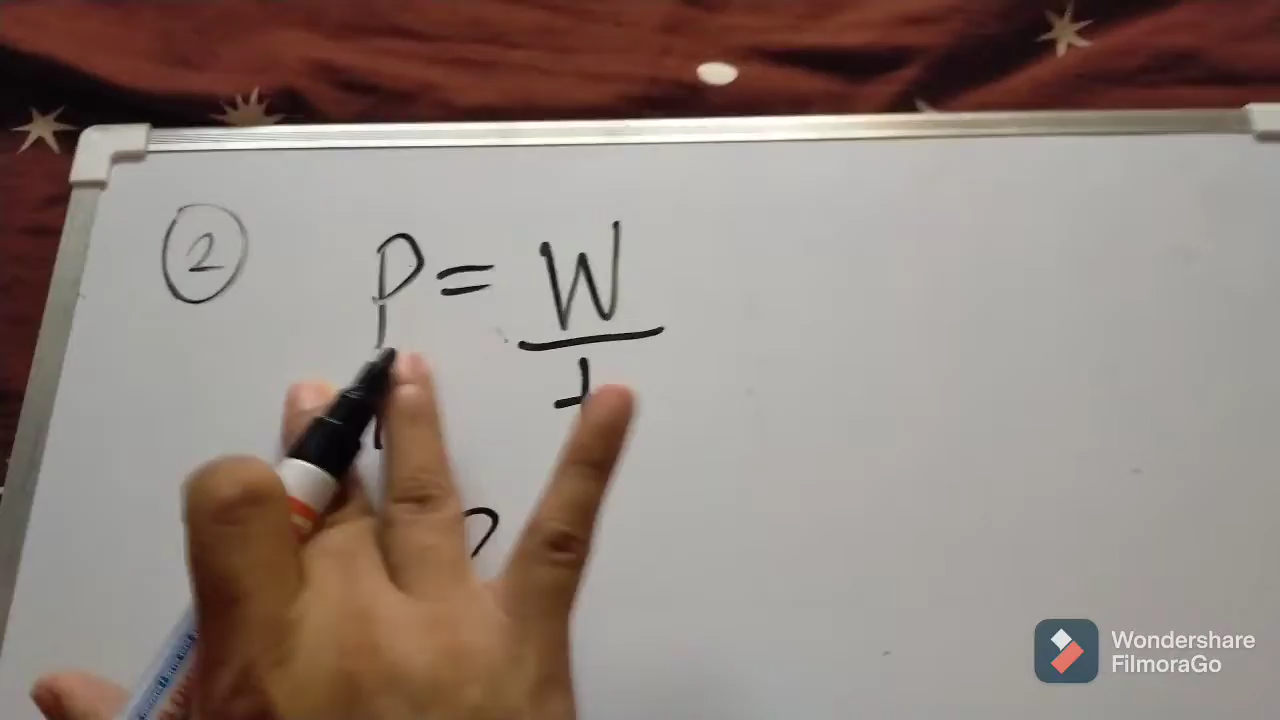 ② P = W
t
Wondershare
FilmoraGo